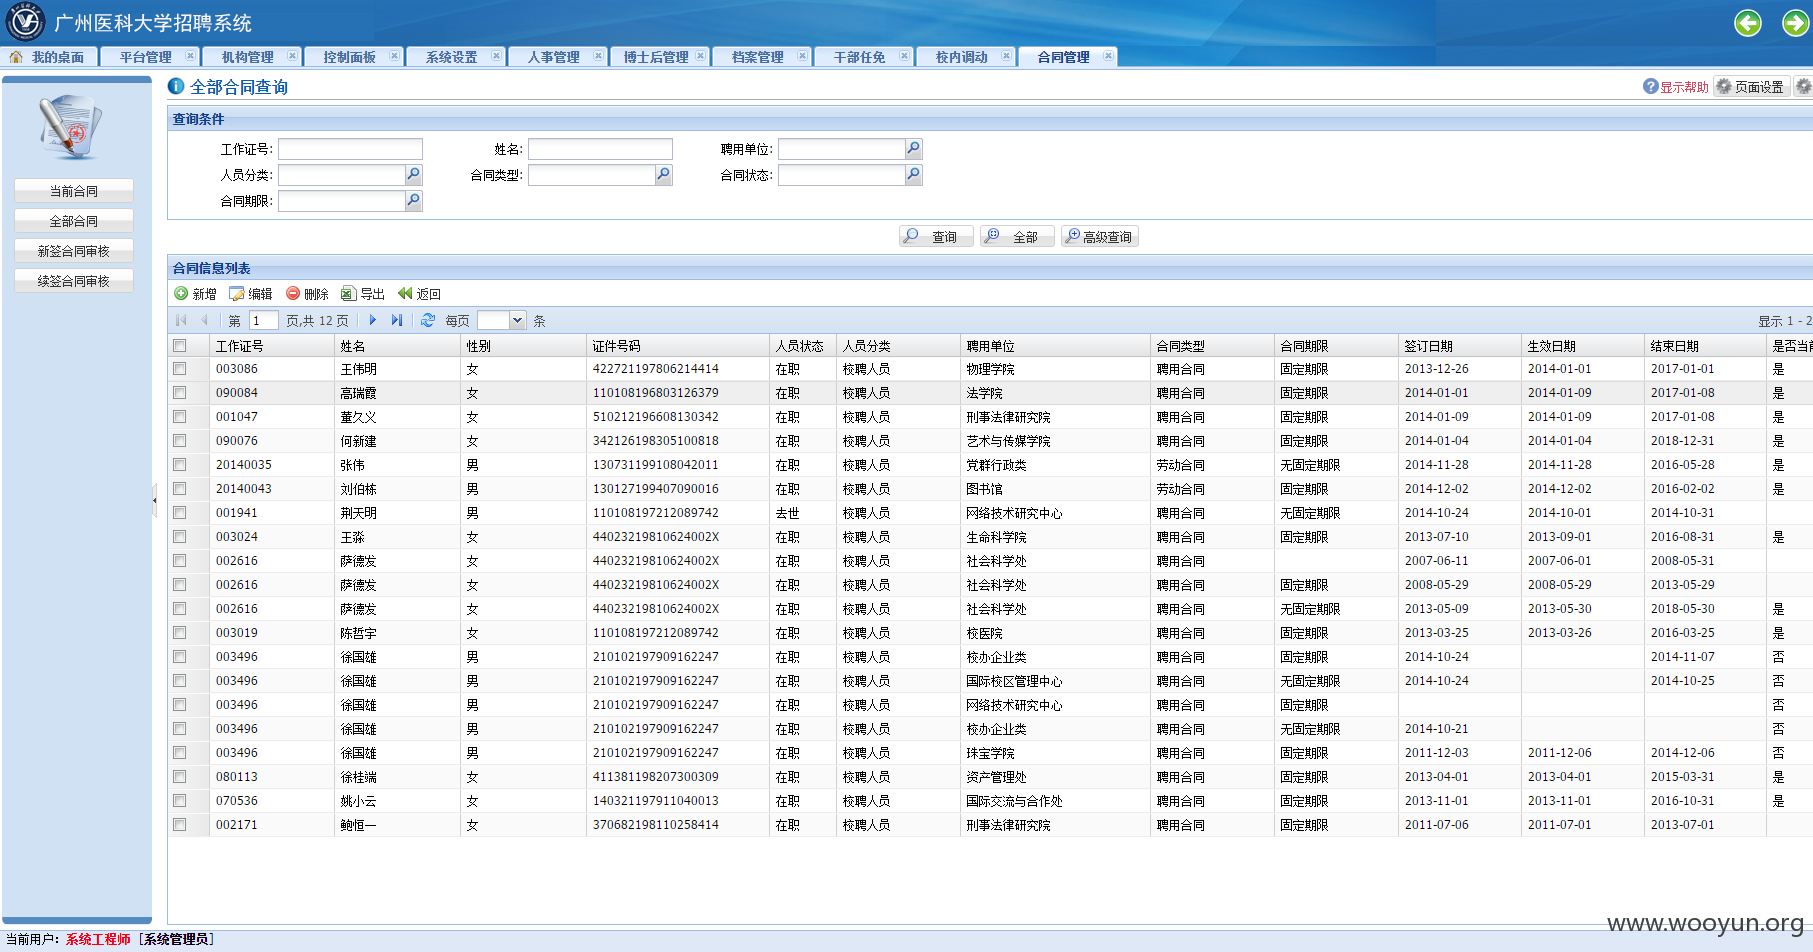 广州医科大学招聘系统
我的桌面 平台管理 机构管理 控制面板 系统设置 人事管理 博士后管理 档案管理 干部任免 校内调动 合同管理
当前合同
全部合同
新签合同审核
续签合同审核
全部合同查询 显示帮助 页面设置
查询条件
工作证号: 姓名: 聘用单位:
人员分类: 合同类型: 合同状态:
合同期限:
查询 全部 高级查询
合同信息列表
新增 编辑 删除 导出 返回
第 1 页,共 12 页 每页 条 显示 1 - 2
工作证号 姓名 性别 证件号码 人员状态 人员分类 聘用单位 合同类型 合同期限 签订日期 生效日期 结束日期 是否当前
003086 王伟明 女 422721197806214414 在职 校聘人员 物理学院 聘用合同 固定期限 2013-12-26 2014-01-01 2017-01-01 是
090084 高瑞霞 女 110108196803126379 在职 校聘人员 法学院 聘用合同 固定期限 2014-01-01 2014-01-09 2017-01-08 是
001047 董欠义 女 510212196608130342 在职 校聘人员 刑事法律研究院 聘用合同 固定期限 2014-01-09 2014-01-09 2017-01-08 是
090076 何新建 女 342126198305100818 在职 校聘人员 艺术与传媒学院 聘用合同 固定期限 2014-01-04 2014-01-04 2018-12-31 是
20140035 张伟 男 130731199108042011 在职 校聘人员 党群行政类 劳动合同 无固定期限 2014-11-28 2014-11-28 2016-05-28 是
20140043 刘伯栋 男 130127199407090016 在职 校聘人员 图书馆 劳动合同 固定期限 2014-12-02 2014-12-02 2016-02-02 是
001941 荆天明 男 110108197212089742 去世 校聘人员 网络技术研究中心 聘用合同 无固定期限 2014-10-24 2014-10-01 2014-10-31
003024 王淼 女 44023219810624002X 在职 校聘人员 生命科学院 聘用合同 固定期限 2013-07-10 2013-09-01 2016-08-31 是
002616 萨德发 女 44023219810624002X 在职 校聘人员 社会科学处 聘用合同 2007-06-11 2007-06-01 2008-05-31
002616 萨德发 女 44023219810624002X 在职 校聘人员 社会科学处 聘用合同 固定期限 2008-05-29 2008-05-29 2013-05-29
002616 萨德发 女 44023219810624002X 在职 校聘人员 社会科学处 聘用合同 无固定期限 2013-05-09 2013-05-30 2018-05-30 是
003019 陈哲宇 女 110108197212089742 在职 校聘人员 校医院 聘用合同 固定期限 2013-03-25 2013-03-26 2016-03-25 是
003496 徐国雄 男 210102197909162247 在职 校聘人员 校办企业类 聘用合同 固定期限 2014-10-24 2014-11-07 否
003496 徐国雄 男 210102197909162247 在职 校聘人员 国际校区管理中心 聘用合同 无固定期限 2014-10-24 2014-10-25 否
003496 徐国雄 男 210102197909162247 在职 校聘人员 网络技术研究中心 聘用合同 固定期限 否
003496 徐国雄 男 210102197909162247 在职 校聘人员 校办企业类 聘用合同 无固定期限 2014-10-21 否
003496 徐国雄 男 210102197909162247 在职 校聘人员 珠宝学院 聘用合同 固定期限 2011-12-03 2011-12-06 2014-12-06 否
080113 徐桂端 女 411381198207300309 在职 校聘人员 资产管理处 聘用合同 固定期限 2013-04-01 2013-04-01 2015-03-31 是
070536 姚小云 女 140321197911040013 在职 校聘人员 国际交流与合作处 聘用合同 固定期限 2013-11-01 2013-11-01 2016-10-31 是
002171 鲍恒一 女 370682198110258414 在职 校聘人员 刑事法律研究院 聘用合同 固定期限 2011-07-06 2011-07-01 2013-07-01
www.wooyun.org
当前用户: 系统工程师 [系统管理员]